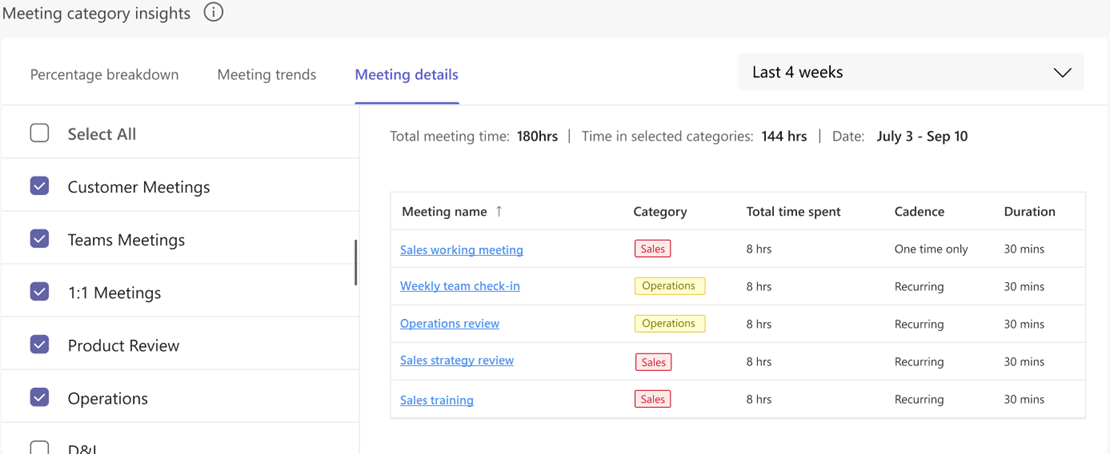 Meeting category insights
Percentage breakdown Meeting trends Meeting details Last 4 weeks
Select All
Customer Meetings
Teams Meetings
1:1 Meetings
Product Review
Operations
D&I
Total meeting time: 180hrs | Time in selected categories: 144 hrs | Date: July 3 - Sep 10
Meeting name ↑ Category Total time spent Cadence Duration
Sales working meeting Sales 8 hrs One time only 30 mins
Weekly team check-in Operations 8 hrs Recurring 30 mins
Operations review Operations 8 hrs Recurring 30 mins
Sales strategy review Sales 8 hrs Recurring 30 mins
Sales training Sales 8 hrs Recurring 30 mins